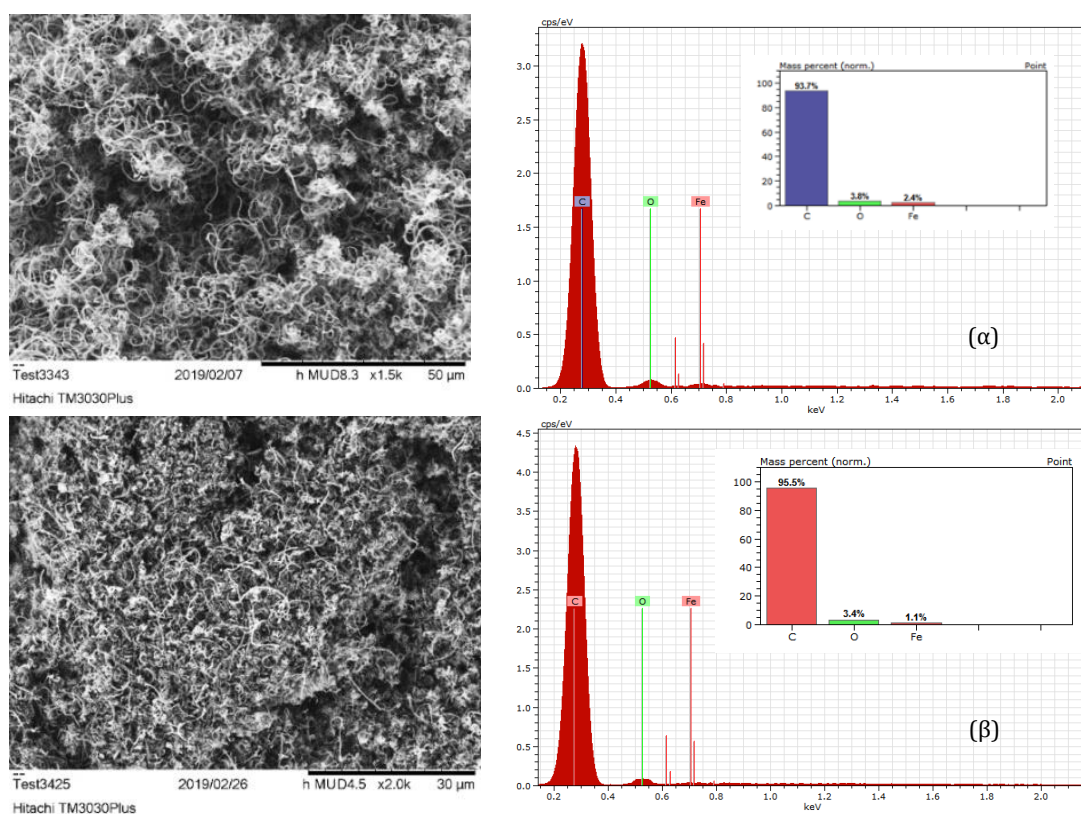 Test3343 2019/02/07 h MUD8.3 x1.5k 50 µm
Hitachi TM3030Plus
cps/eV
3.0
2.5
2.0
1.5
1.0
0.5
0.0
C O Fe
0.2 0.4 0.6 0.8 1.0 1.2 1.4 1.6 1.8 2.0
keV
Mass percent (norm.) Point
100
80
60
40
20
0
93.7% 3.8% 2.4%
C O Fe
(α)
Test3425 2019/02/26 h MUD4.5 x2.0k 30 µm
Hitachi TM3030Plus
cps/eV
4.5
4.0
3.5
3.0
2.5
2.0
1.5
1.0
0.5
0.0
C O Fe
0.2 0.4 0.6 0.8 1.0 1.2 1.4 1.6 1.8 2.0
keV
Mass percent (norm.) Point
100
80
60
40
20
0
95.5% 3.4% 1.1%
C O Fe
(β)